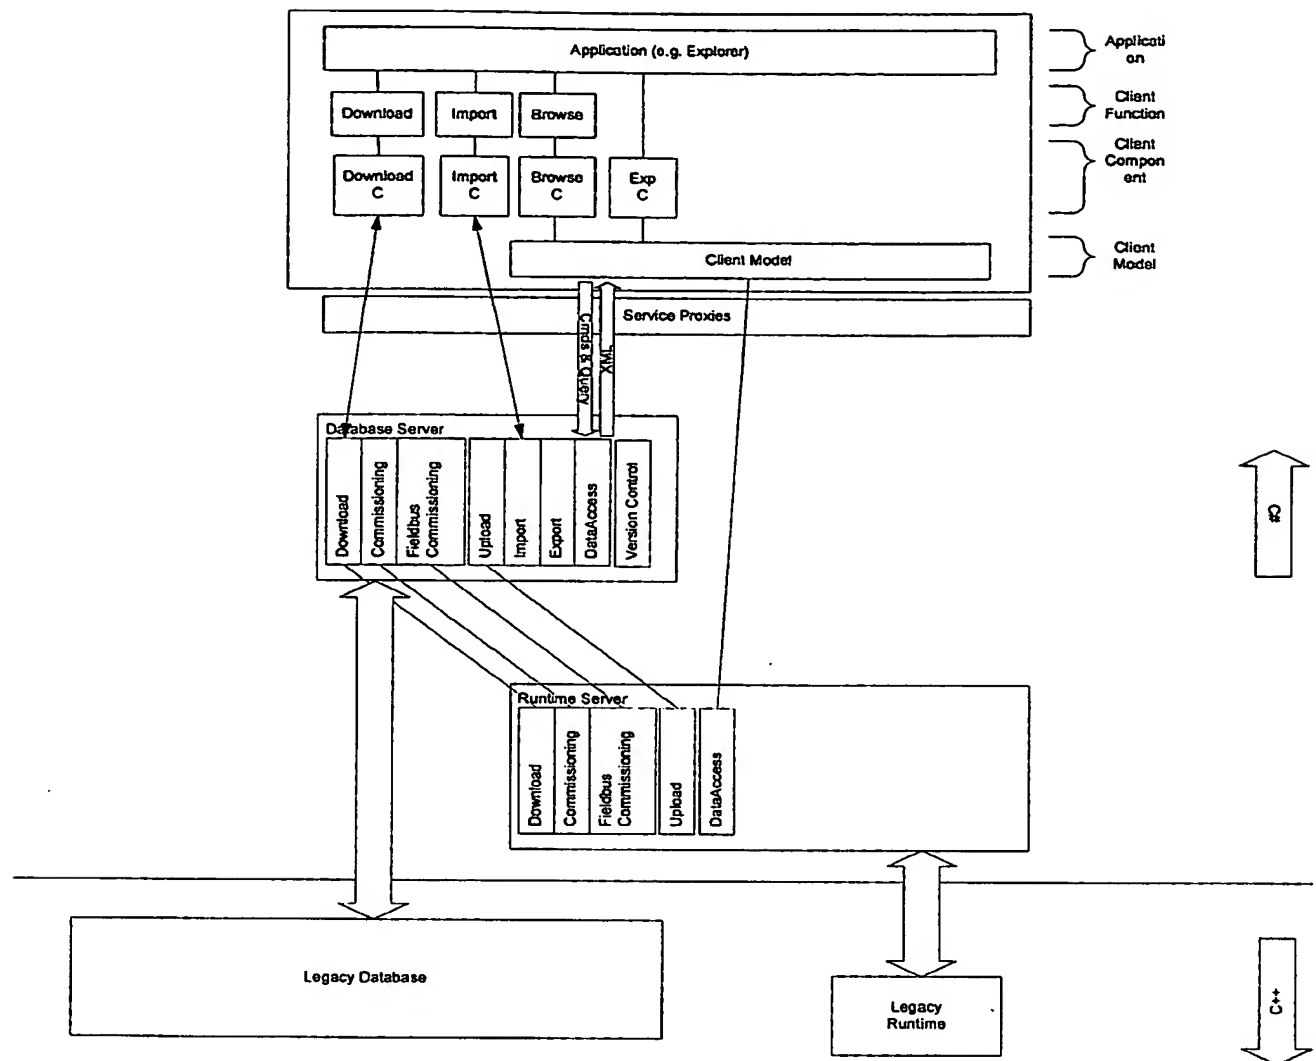 Application (e.g. Explorer)
Applicati
on
Download
Import
Browse
Client
Function
Download
C
Import
C
Browse
C
Exp
C
Client
Compon
ent
Client Model
Client
Model
Service Proxies
Cmds & Query
XML
Database Server
Download
Commissioning
Fieldbus
Commissioning
Upload
Import
Export
DataAccess
Version Control
C#
Runtime Server
Download
Commissioning
Fieldbus
Commissioning
Upload
DataAccess
Legacy Database
Legacy
Runtime
C++